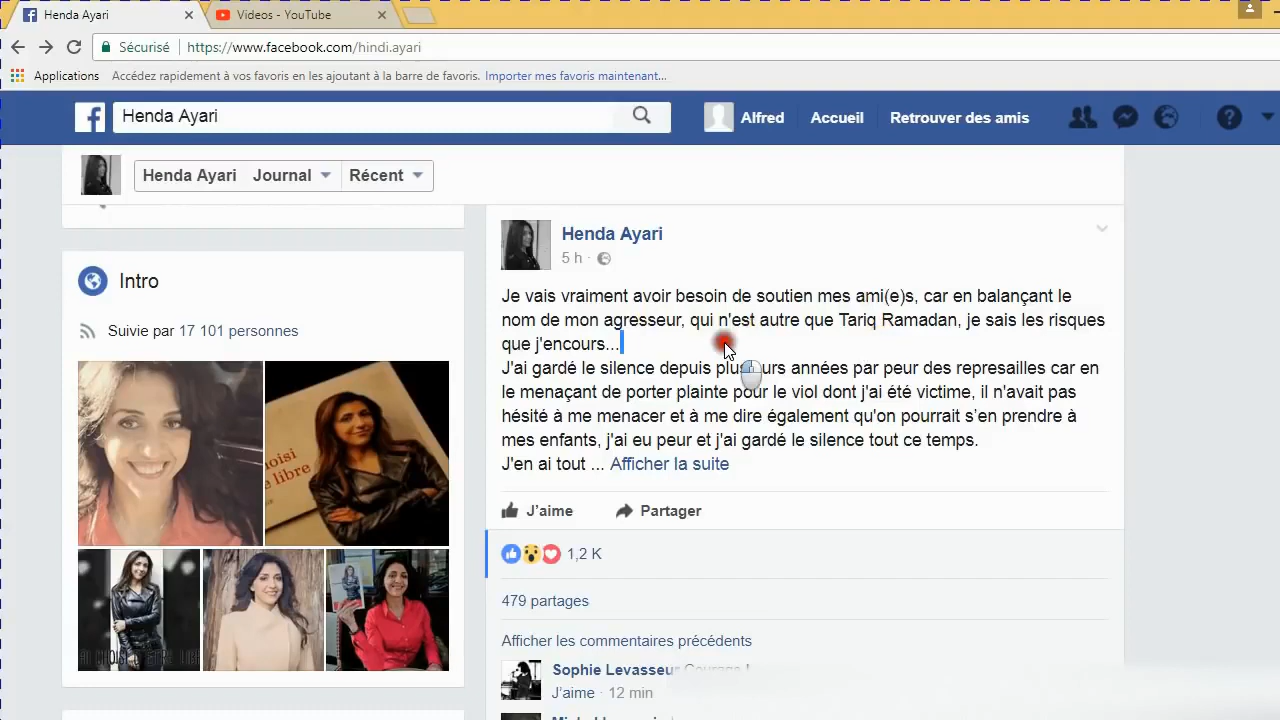 Henda Ayari
Videos - YouTube
Sécurisé
https://www.facebook.com/hindi.ayari
Applications
Accédez rapidement à vos favoris en les ajoutant à la barre de favoris. Importer mes favoris maintenant...
Henda Ayari
Alfred
Accueil
Retrouver des amis
Henda Ayari
Journal
Récent
Intro
Suivie par 17 101 personnes
oisi
e libre
Henda Ayari
5 h
Je vais vraiment avoir besoin de soutien mes ami(e)s, car en balançant le
nom de mon agresseur, qui n'est autre que Tariq Ramadan, je sais les risques
que j'encours...
J'ai gardé le silence depuis plusieurs années par peur des represailles car en
le menaçant de porter plainte pour le viol dont j'ai été victime, il n'avait pas
hésité à me menacer et à me dire également qu'on pourrait s'en prendre à
mes enfants, j'ai eu peur et j'ai gardé le silence tout ce temps.
J'en ai tout ... Afficher la suite
J'aime
Partager
1,2 K
479 partages
Afficher les commentaires précédents
Sophie Levasseur Courage !
J'aime · 12 min